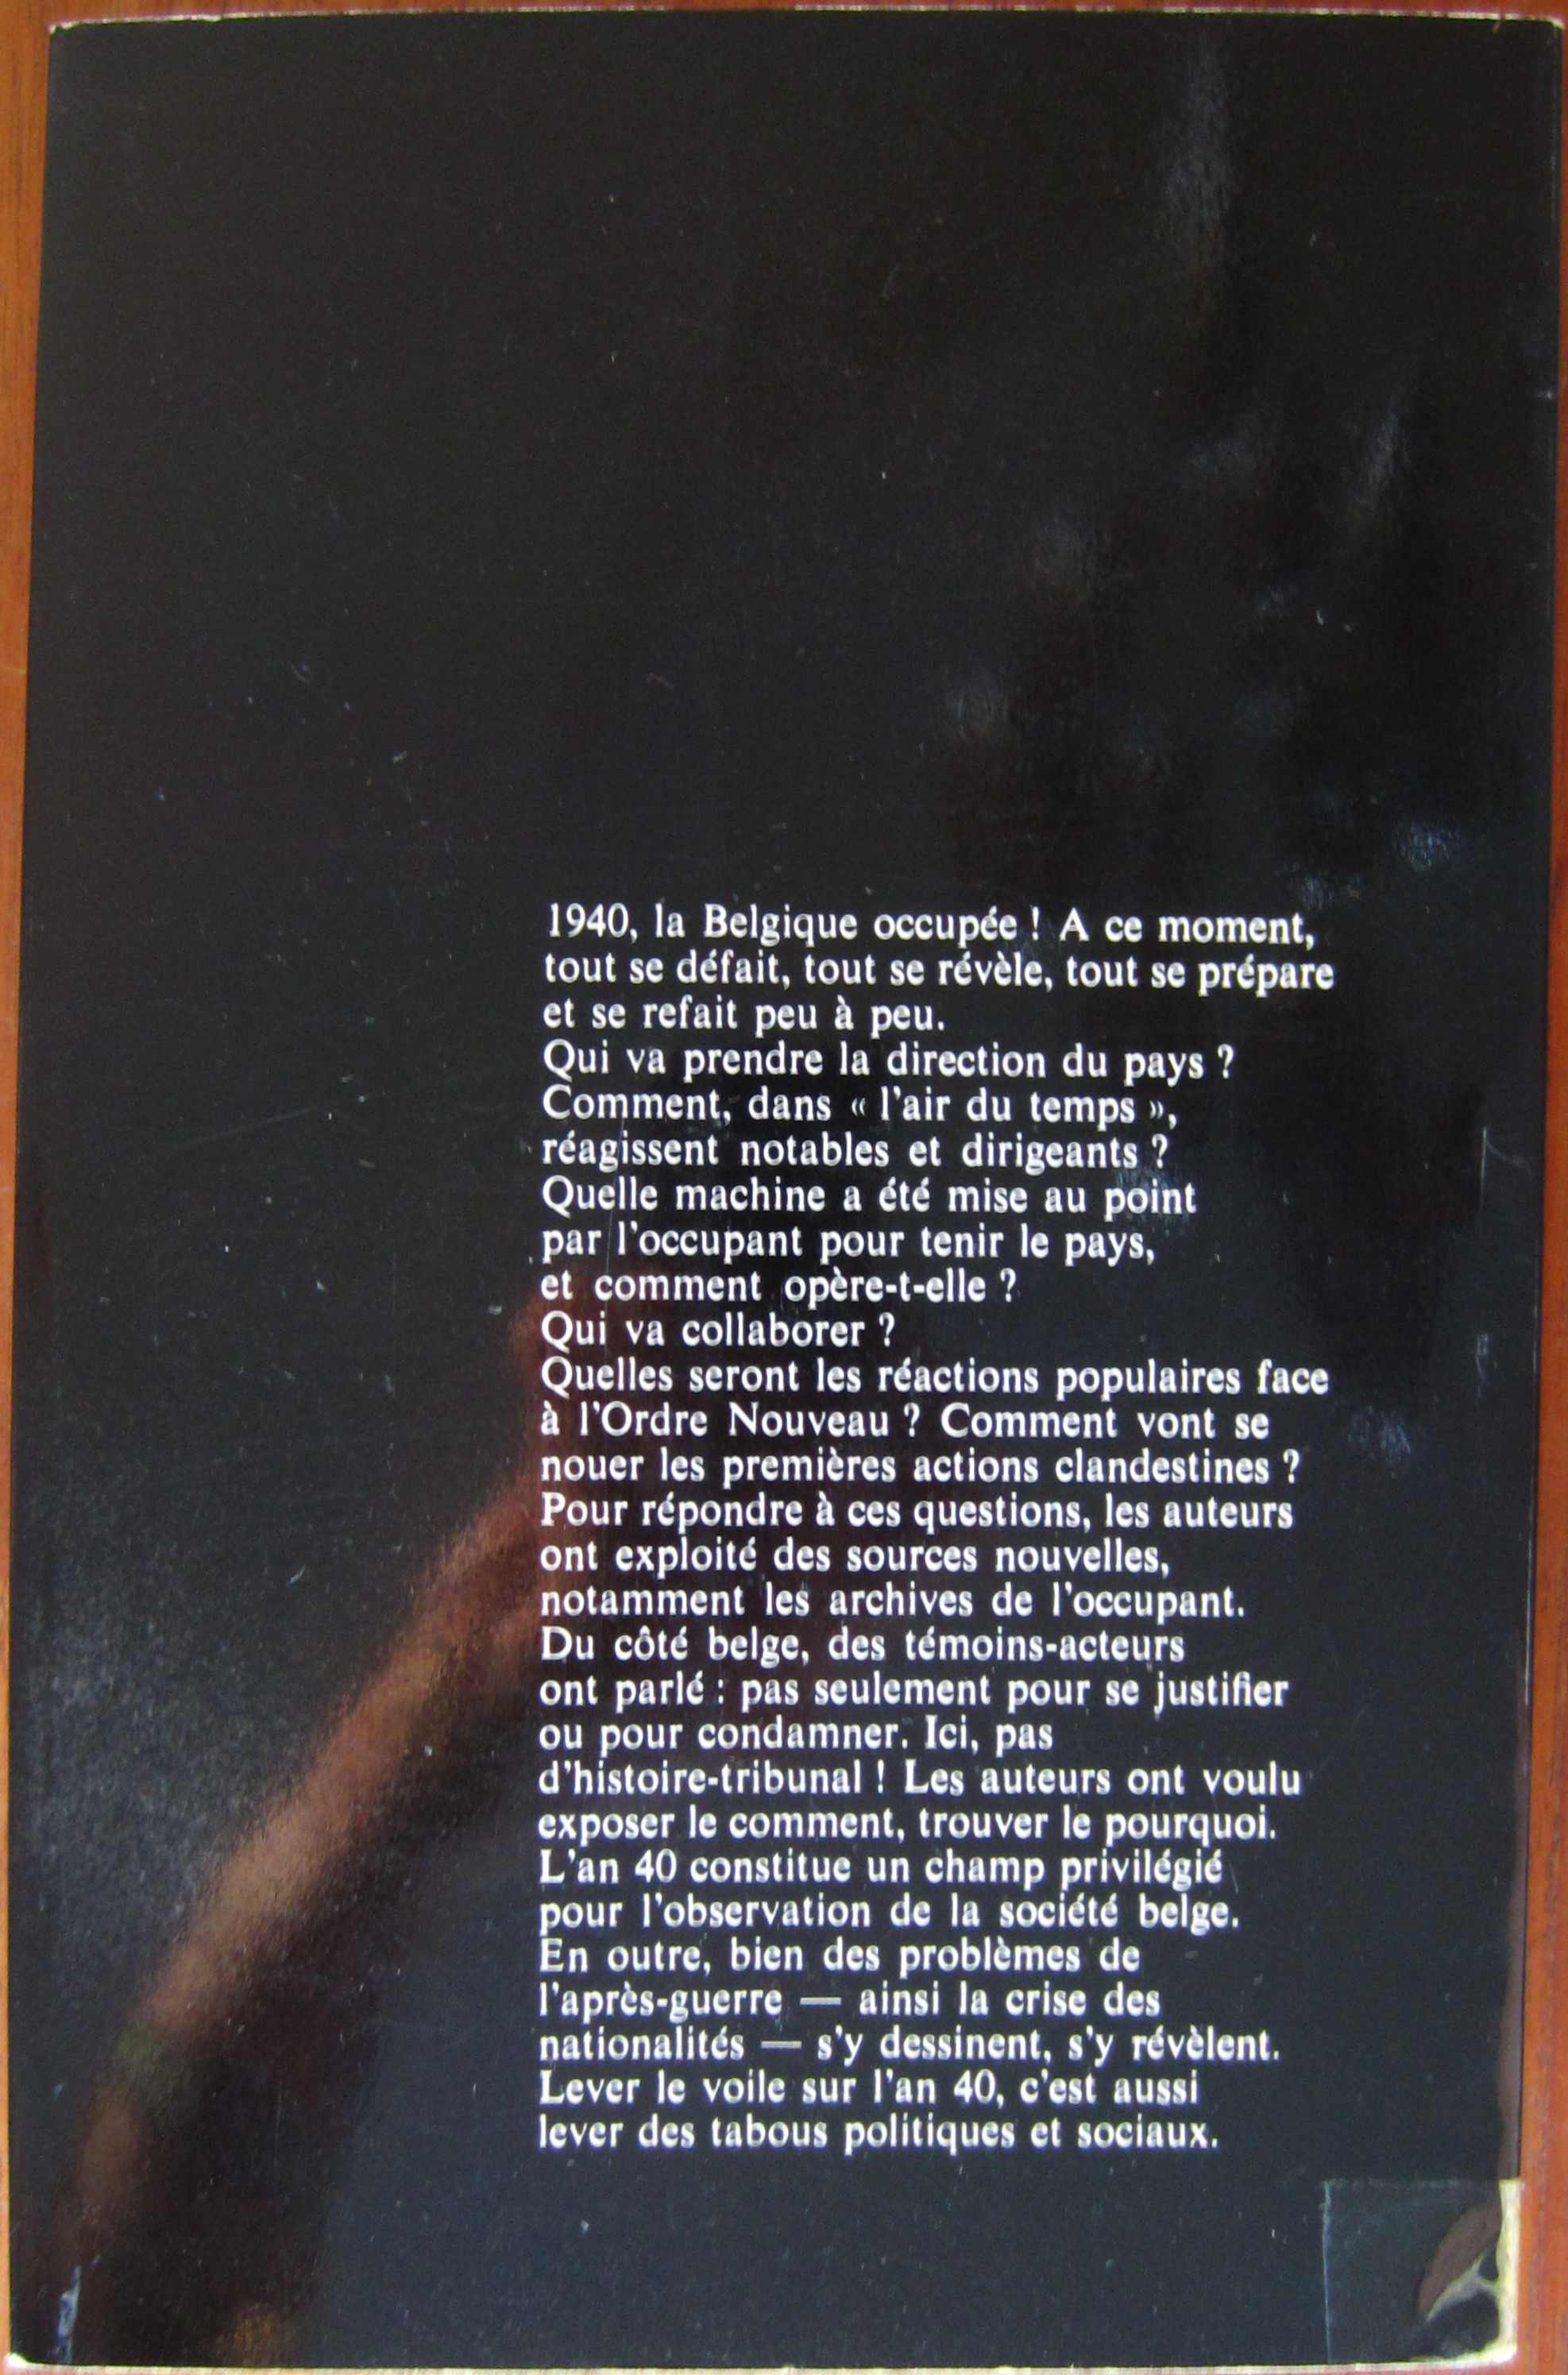 1940, la Belgique occupée ! A ce moment,
tout se défait, tout se révèle, tout se prépare
et se refait peu à peu.
Qui va prendre la direction du pays ?
Comment, dans « l'air du temps »,
réagissent notables et dirigeants ?
Quelle machine a été mise au point
par l'occupant pour tenir le pays,
et comment opère-t-elle ?
Qui va collaborer ?
Quelles seront les réactions populaires face
à l'Ordre Nouveau ? Comment vont se
nouer les premières actions clandestines ?
Pour répondre à ces questions, les auteurs
ont exploité des sources nouvelles,
notamment les archives de l'occupant.
Du côté belge, des témoins-acteurs
ont parlé : pas seulement pour se justifier
ou pour condamner. Ici, pas
d'histoire-tribunal ! Les auteurs ont voulu
exposer le comment, trouver le pourquoi.
L'an 40 constitue un champ privilégié
pour l'observation de la société belge.
En outre, bien des problèmes de
l'après-guerre — ainsi la crise des
nationalités — s'y dessinent, s'y révèlent.
Lever le voile sur l'an 40, c'est aussi
lever des tabous politiques et sociaux.